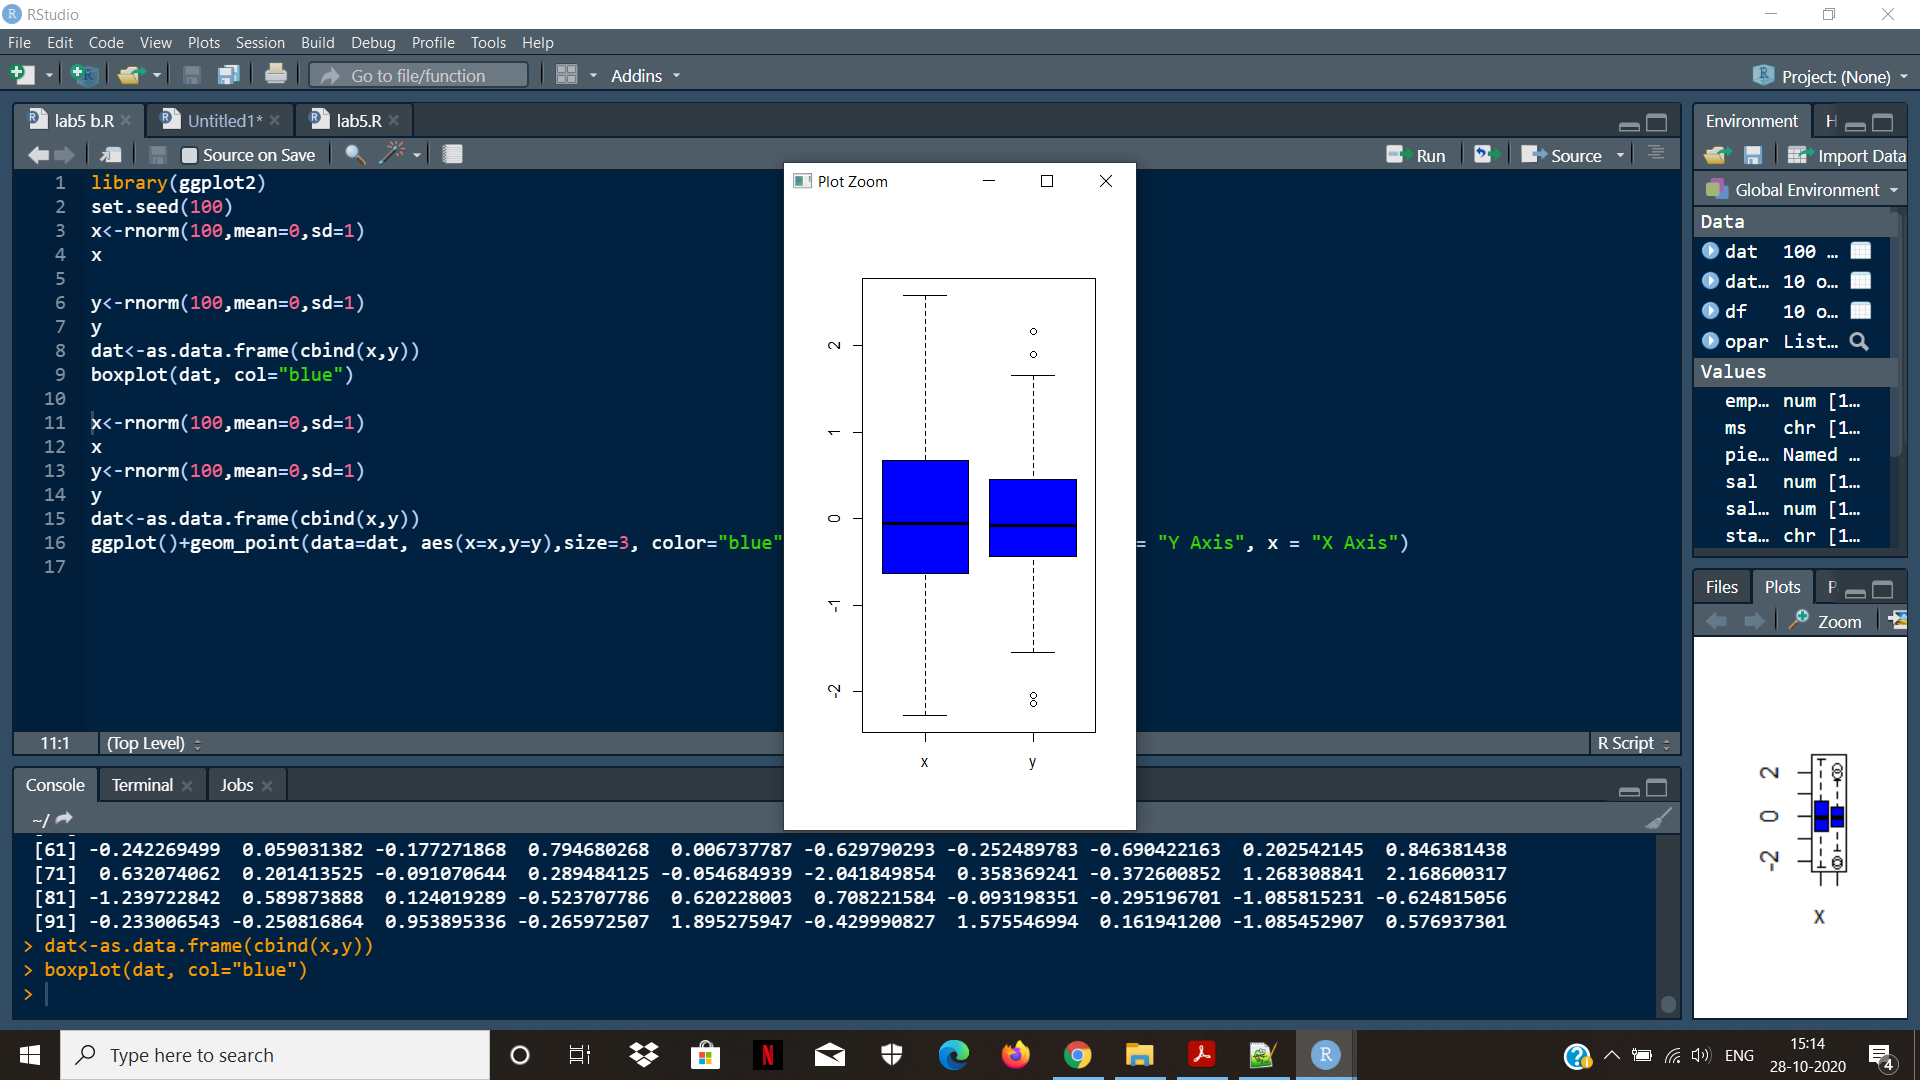 RStudio
File Edit Code View Plots Session Build Debug Profile Tools Help
Go to file/function Addins Project: (None)
lab5 b.R Untitled1* lab5.R
Source on Save Run Source
1 library(ggplot2)
2 set.seed(100)
3 x<-rnorm(100,mean=0,sd=1)
4 x
5
6 y<-rnorm(100,mean=0,sd=1)
7 y
8 dat<-as.data.frame(cbind(x,y))
9 boxplot(dat, col="blue")
10
11 x<-rnorm(100,mean=0,sd=1)
12 x
13 y<-rnorm(100,mean=0,sd=1)
14 y
15 dat<-as.data.frame(cbind(x,y))
16 ggplot()+geom_point(data=dat, aes(x=x,y=y),size=3, color="blue" = "Y Axis", x = "X Axis")
17
11:1 (Top Level) R Script
Plot Zoom
2
1
0
-1
-2
x y
Console Terminal Jobs
~/
[61] -0.242269499 0.059031382 -0.177271868 0.794680268 0.006737787 -0.629790293 -0.252489783 -0.690422163 0.202542145 0.846381438
[71] 0.632074062 0.201413525 -0.091070644 0.289484125 -0.054684939 -2.041849854 0.358369241 -0.372600852 1.268308841 2.168600317
[81] -1.239722842 0.589873888 0.124019289 -0.523707786 0.620228003 0.708221584 -0.093198351 -0.295196701 -1.085815231 -0.624815056
[91] -0.233006543 -0.250816864 0.953895336 -0.265972507 1.895275947 -0.429990827 1.575546994 0.161941200 -1.085452907 0.576937301
> dat<-as.data.frame(cbind(x,y))
> boxplot(dat, col="blue")
>
Environment H
Import Data
Global Environment
Data
dat 100 …
dat… 10 o…
df 10 o…
opar List…
Values
emp… num [1…
ms chr [1…
pie… Named …
sal num [1…
sal… num [1…
sta… chr [1…
Files Plots P
Zoom
2
0
-2
x
Type here to search
ENG
15:14
28-10-2020
4